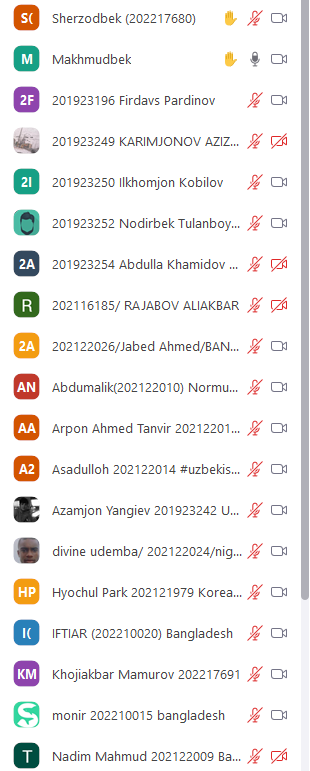 S( Sherzodbek (202217680)
M Makhmudbek
2F 201923196 Firdavs Pardinov
201923249 KARIMJONOV AZIZ...
2I 201923250 Ilkhomjon Kobilov
201923252 Nodirbek Tulanboy...
2A 201923254 Abdulla Khamidov ...
R 202116185/ RAJABOV ALIAKBAR
2A 202122026/Jabed Ahmed/BAN...
AN Abdumalik(202122010) Normu...
AA Arpon Ahmed Tanvir 20212201...
A2 Asadulloh 202122014 #uzbekis...
Azamjon Yangiev 201923242 U...
divine udemba/ 202122024/nig...
HP Hyochul Park 202121979 Korea...
I( IFTIAR (202210020) Bangladesh
KM Khojiakbar Mamurov 202217691
monir 202210015 bangladesh
T Nadim Mahmud 202122009 Ba...